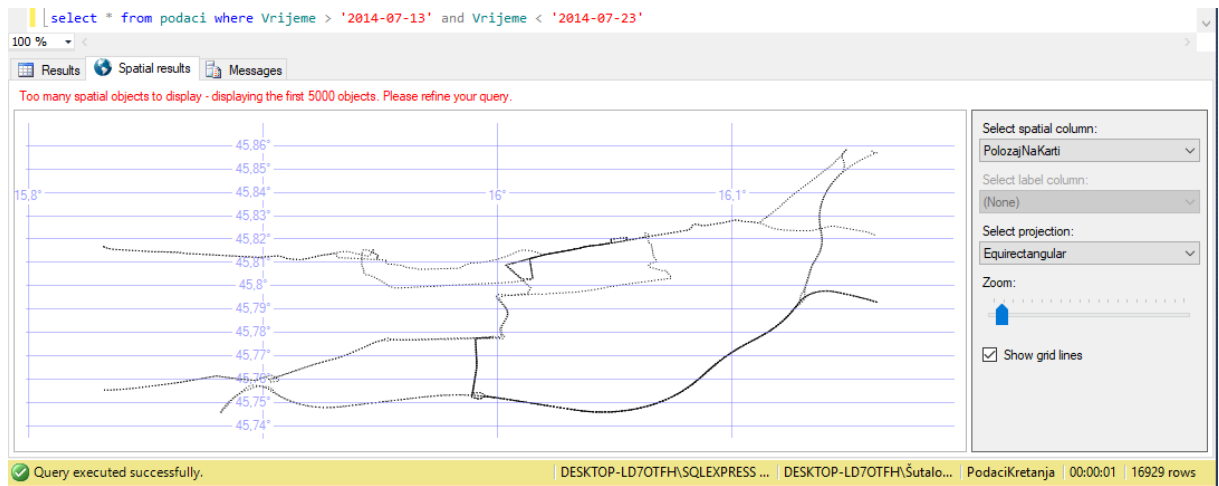 select * from podaci where Vrijeme > '2014-07-13' and Vrijeme < '2014-07-23'
100 %
Results Spatial results Messages
Too many spatial objects to display - displaying the first 5000 objects. Please refine your query.
45,86°
45,85°
15,8° 45,84° 16° 16,1°
45,83°
45,82°
45,81°
45,8°
45,79°
45,78°
45,77°
45,76°
45,75°
45,74°
Select spatial column:
PolozajNaKarti
Select label column:
(None)
Select projection:
Equirectangular
Zoom:
Show grid lines
Query executed successfully. DESKTOP-LD7OTFH\SQLEXPRESS ... DESKTOP-LD7OTFH\Šutalo... PodaciKretanja 00:00:01 16929 rows